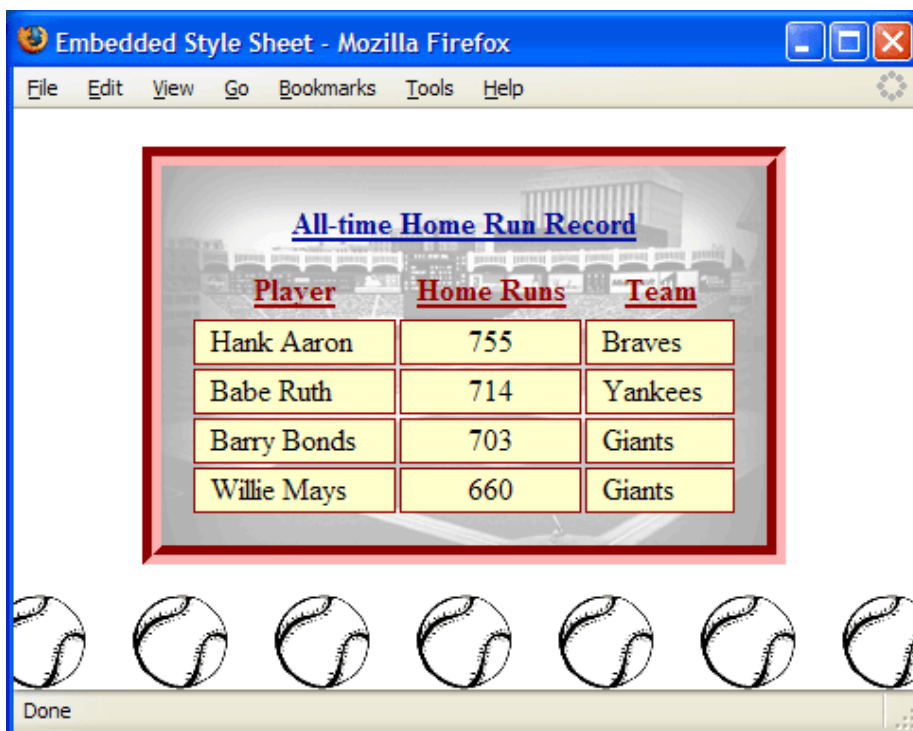 Embedded Style Sheet - Mozilla Firefox
File Edit View Go Bookmarks Tools Help
All-time Home Run Record
Player Home Runs Team
Hank Aaron 755 Braves
Babe Ruth 714 Yankees
Barry Bonds 703 Giants
Willie Mays 660 Giants
Done